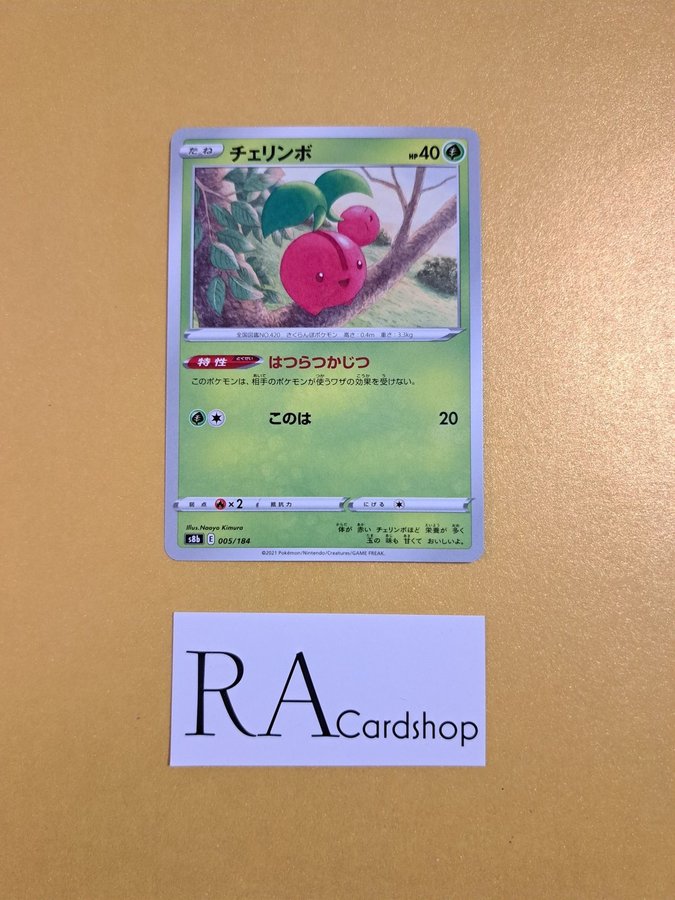 たね チェリンボ HP40
全国図鑑NO.420 さくらんぼポケモン 高さ:0.4m 重さ:3.3kg
特性 とくせい はつらつかじつ
このポケモンは、相手のポケモンが使うワザの効果を受けない。
このは 20
弱点 ×2 抵抗力 にげる
Illus.Naoyo Kimura
体が 赤い チェリンボほど 栄養が 多く
玉の 味も 甘くて おいしいよ。
s8b E 005/184
©2021 Pokémon/Nintendo/Creatures/GAME FREAK.
RA Cardshop